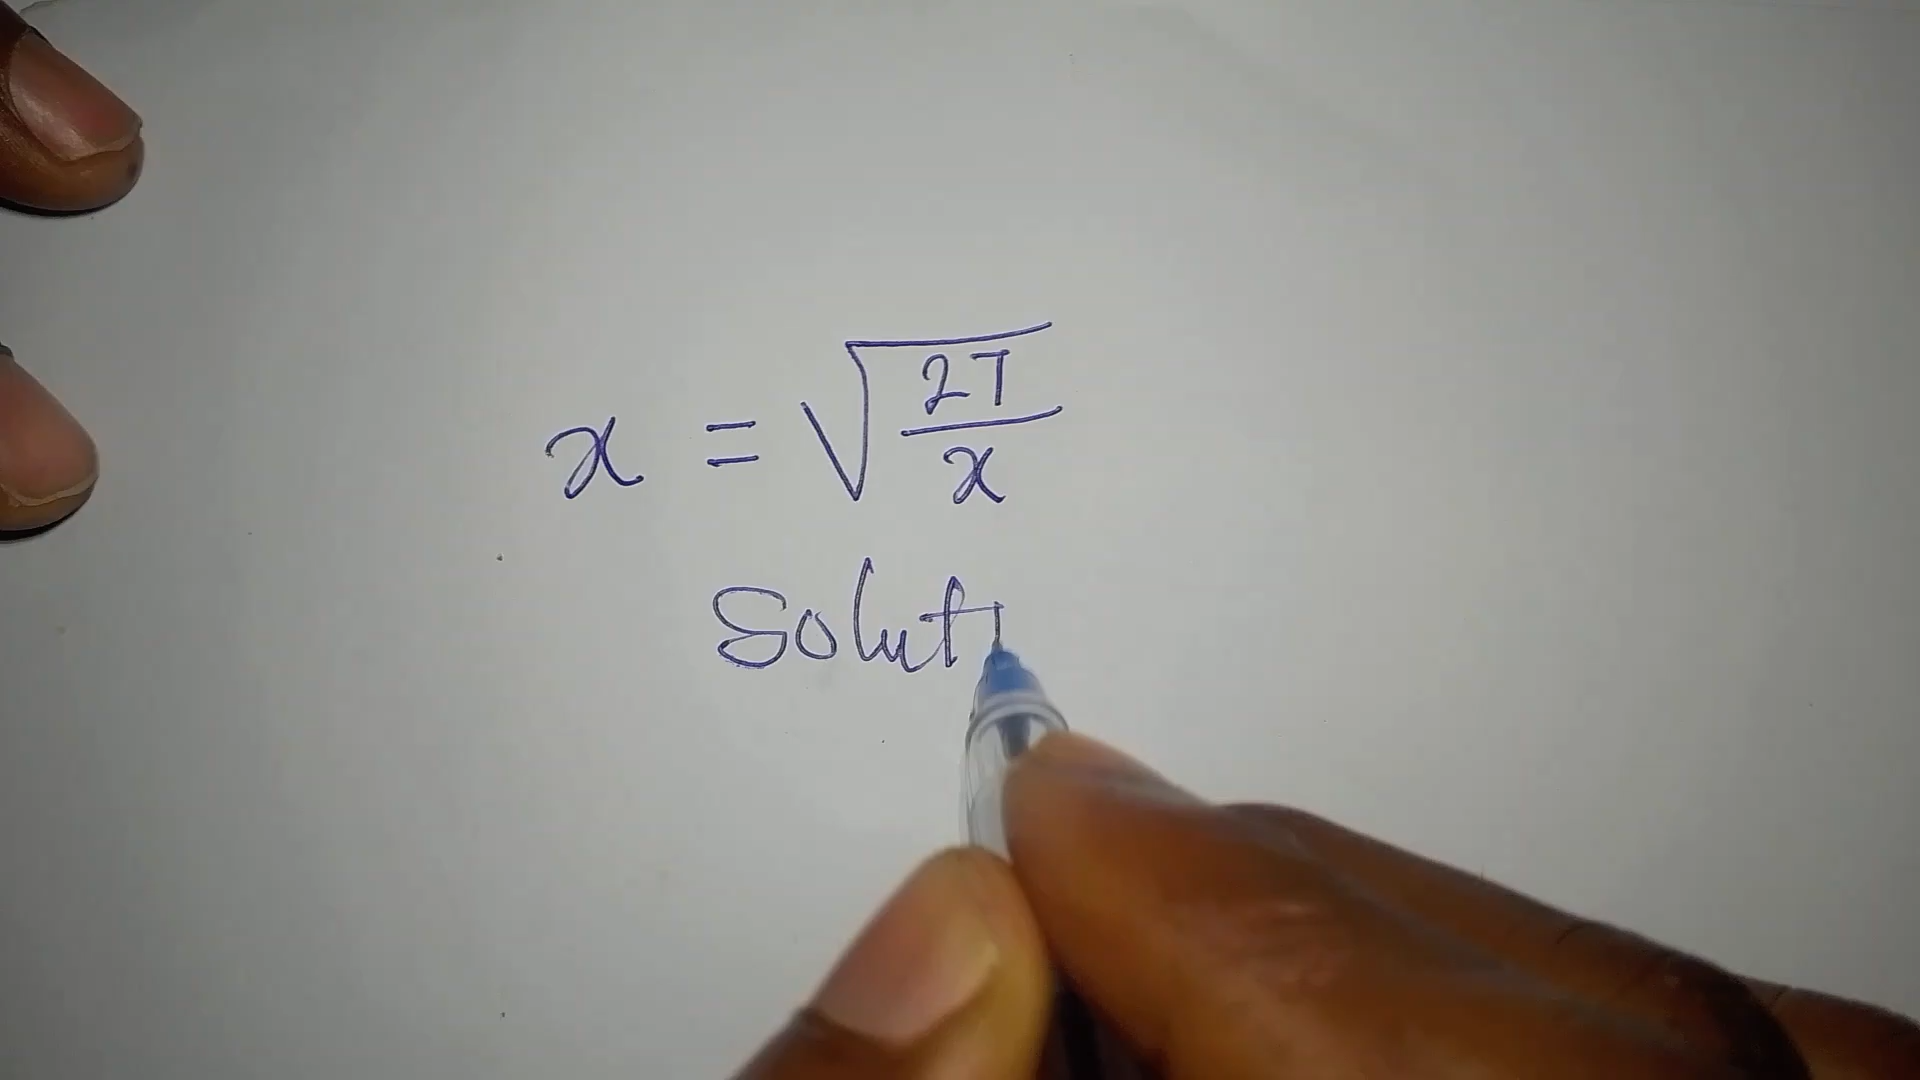 x = √(27/x)
Soluti